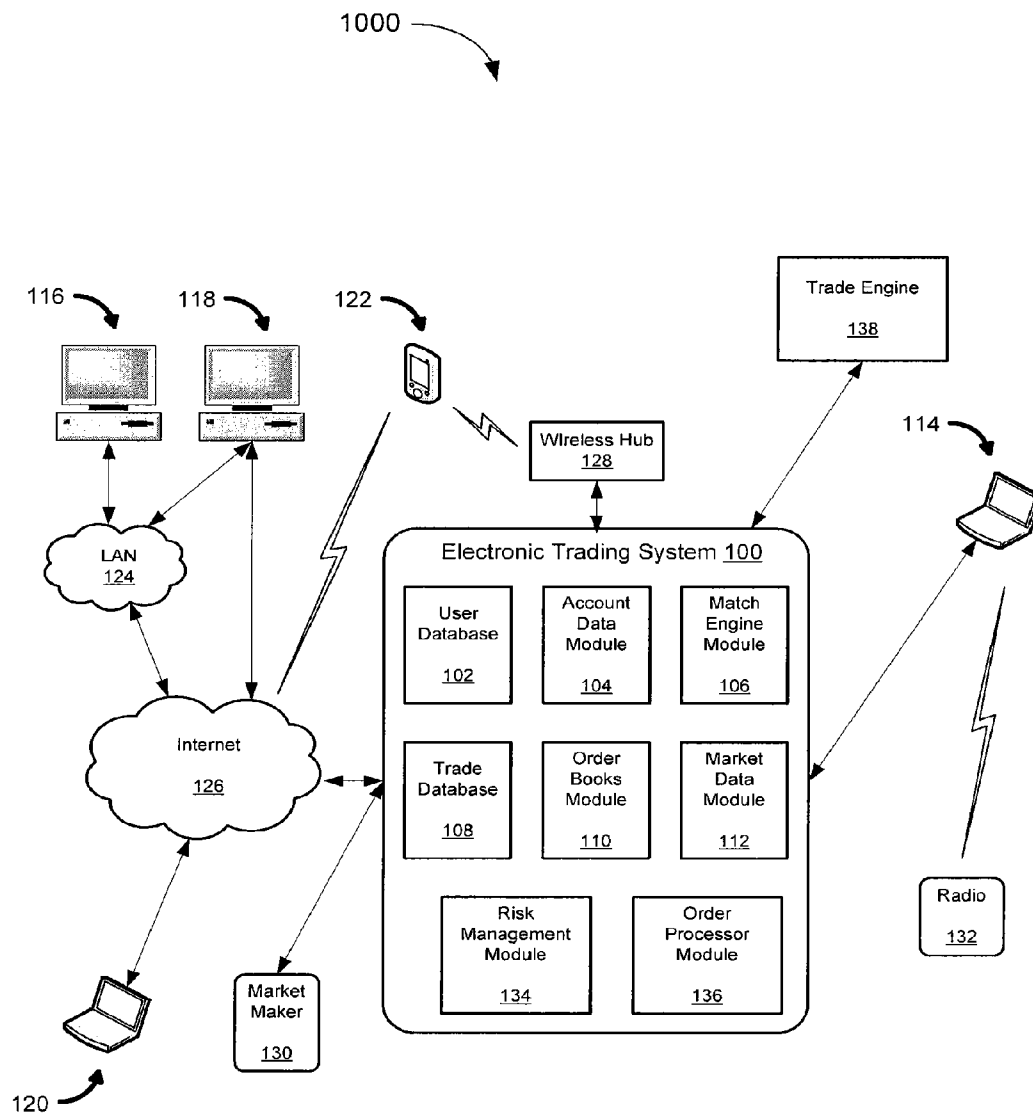 1000
116
118
122
Trade Engine
138
114
Wireless Hub
128
LAN
124
Electronic Trading System 100
User
Database
102
Account
Data
Module
104
Match
Engine
Module
106
Internet
126
Trade
Database
108
Order
Books
Module
110
Market
Data
Module
112
Radio
132
Risk
Management
Module
134
Order
Processor
Module
136
Market
Maker
130
120